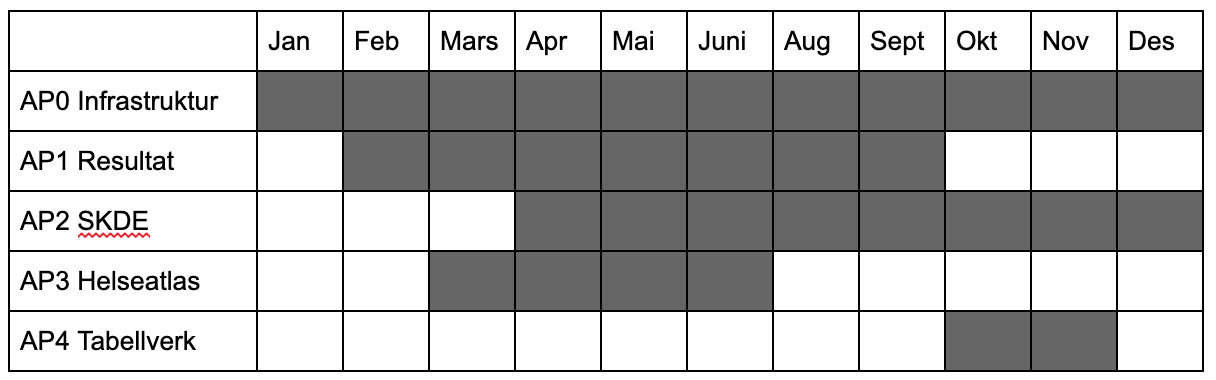 Jan Feb Mars Apr Mai Juni Aug Sept Okt Nov Des
AP0 Infrastruktur
AP1 Resultat
AP2 SKDE
AP3 Helseatlas
AP4 Tabellverk